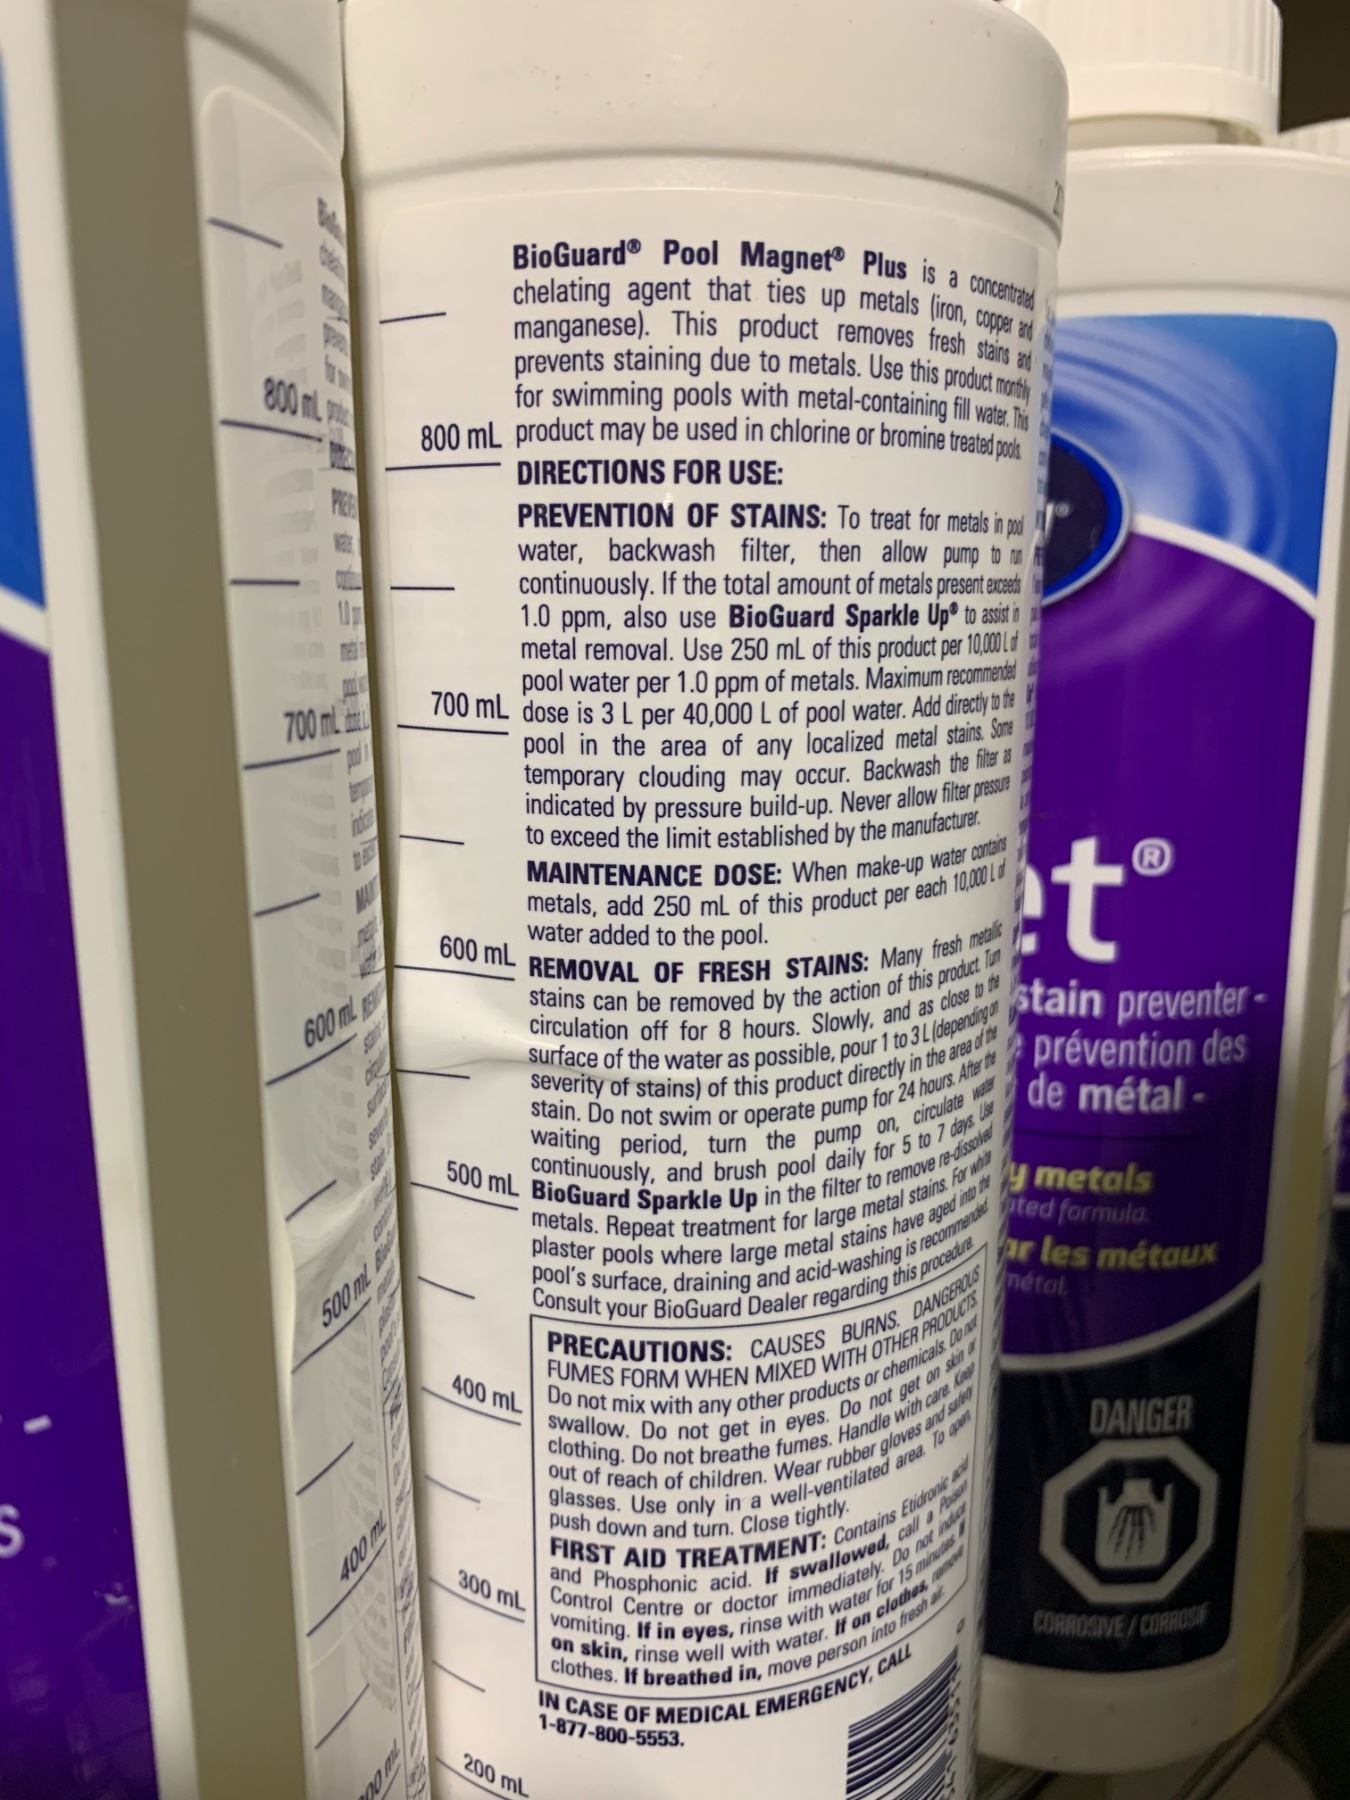 BioGuard® Pool Magnet® Plus is a concentrated
chelating agent that ties up metals (iron, copper and
manganese). This product removes fresh stains and
prevents staining due to metals. Use this product monthly
for swimming pools with metal-containing fill water. This
product may be used in chlorine or bromine treated pools.
DIRECTIONS FOR USE:
PREVENTION OF STAINS: To treat for metals in pool
water, backwash filter, then allow pump to run
continuously. If the total amount of metals present exceeds
1.0 ppm, also use BioGuard Sparkle Up® to assist in
metal removal. Use 250 mL of this product per 10,000 L of
pool water per 1.0 ppm of metals. Maximum recommended
dose is 3 L per 40,000 L of pool water. Add directly to the
pool in the area of any localized metal stains. Some
temporary clouding may occur. Backwash the filter as
indicated by pressure build-up. Never allow filter pressure
to exceed the limit established by the manufacturer.
MAINTENANCE DOSE: When make-up water contains
metals, add 250 mL of this product per each 10,000 L of
water added to the pool.
REMOVAL OF FRESH STAINS: Many fresh metallic
stains can be removed by the action of this product. Turn
circulation off for 8 hours. Slowly, and as close to the
surface of the water as possible, pour 1 to 3 L (depending on
severity of stains) of this product directly in the area of the
stain. Do not swim or operate pump for 24 hours. After the
waiting period, turn the pump on, circulate water
continuously, and brush pool daily for 5 to 7 days. Use
BioGuard Sparkle Up in the filter to remove re-dissolved
metals. Repeat treatment for large metal stains. For white
plaster pools where large metal stains have aged into the
pool's surface, draining and acid-washing is recommended.
Consult your BioGuard Dealer regarding this procedure.
PRECAUTIONS: CAUSES BURNS. DANGEROUS
FUMES FORM WHEN MIXED WITH OTHER PRODUCTS.
Do not mix with any other products or chemicals. Do not
swallow. Do not get in eyes. Do not get on skin or
clothing. Do not breathe fumes. Handle with care. Keep
out of reach of children. Wear rubber gloves and safety
glasses. Use only in a well-ventilated area. To open,
push down and turn. Close tightly.
FIRST AID TREATMENT: Contains Etidronic acid
and Phosphonic acid. If swallowed, call a Poison
Control Centre or doctor immediately. Do not induce
vomiting. If in eyes, rinse with water for 15 minutes. If
on skin, rinse well with water. If on clothes, remove
clothes. If breathed in, move person into fresh air.
IN CASE OF MEDICAL EMERGENCY, CALL
1-877-800-5553.
800 mL
700 mL
600 mL
500 mL
400 mL
300 mL
200 mL
800 mL
700 mL
600 mL
500 mL
400 mL
et®
stain preventer -
prévention des
de métal -
y metals
formula.
les métaux
métal.
DANGER
CORROSIVE / CORROSIF